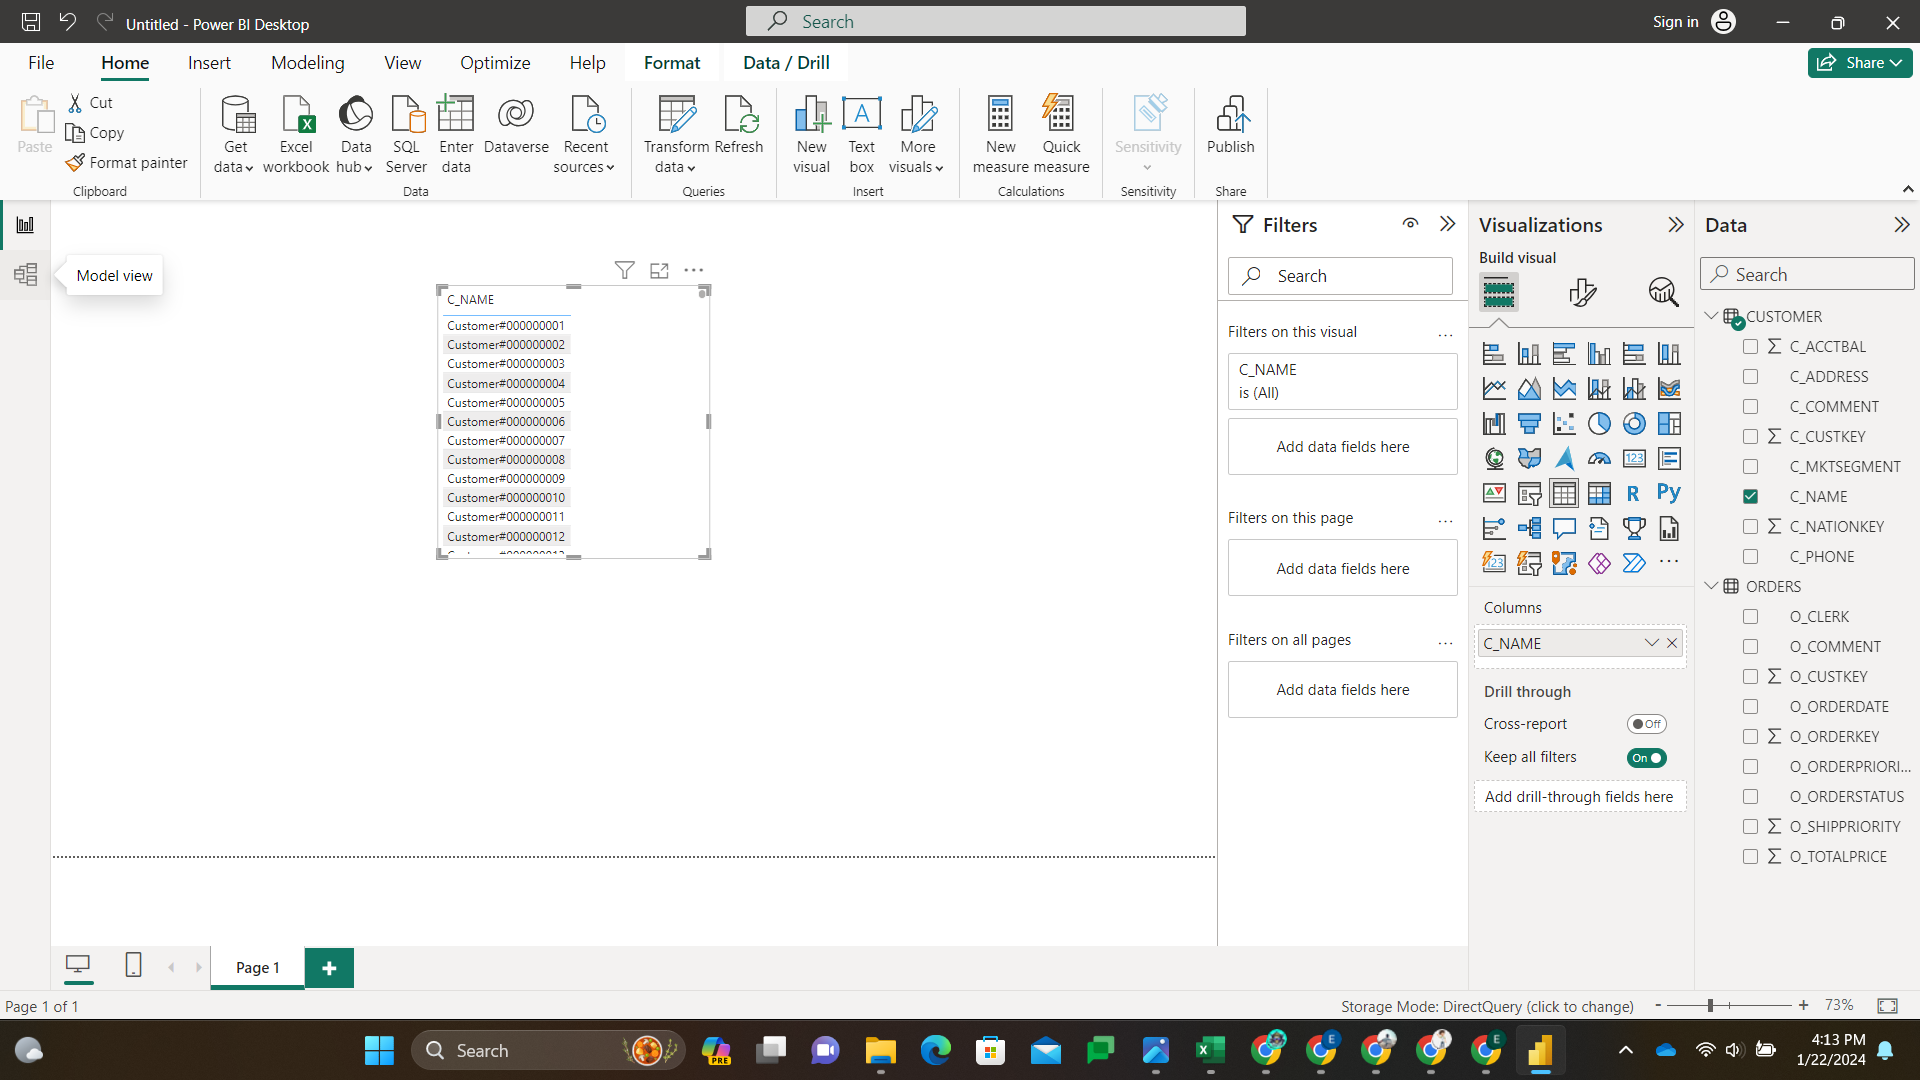 Untitled - Power BI Desktop
Search
Sign in
File
Home
Insert
Modeling
View
Optimize
Help
Format
Data / Drill
Share
Paste
Cut
Copy
Format painter
Clipboard
Get data
Excel workbook
Data hub
SQL Server
Enter data
Dataverse
Recent sources
Data
Transform data
Refresh
Queries
New visual
Text box
More visuals
Insert
New measure
Quick measure
Calculations
Sensitivity
Sensitivity
Publish
Share
Model view
C_NAME
Customer#000000001
Customer#000000002
Customer#000000003
Customer#000000004
Customer#000000005
Customer#000000006
Customer#000000007
Customer#000000008
Customer#000000009
Customer#000000010
Customer#000000011
Customer#000000012
Filters
Search
Filters on this visual
C_NAME
is (All)
Add data fields here
Filters on this page
Add data fields here
Filters on all pages
Add data fields here
Visualizations
Build visual
123
R
Py
123
Columns
C_NAME
Drill through
Cross-report
Off
Keep all filters
On
Add drill-through fields here
Data
Search
CUSTOMER
C_ACCTBAL
C_ADDRESS
C_COMMENT
C_CUSTKEY
C_MKTSEGMENT
C_NAME
C_NATIONKEY
C_PHONE
ORDERS
O_CLERK
O_COMMENT
O_CUSTKEY
O_ORDERDATE
O_ORDERKEY
O_ORDERPRIORI...
O_ORDERSTATUS
O_SHIPPRIORITY
O_TOTALPRICE
Page 1
Page 1 of 1
Storage Mode: DirectQuery (click to change)
73%
Search
PRE
E
E
4:13 PM
1/22/2024